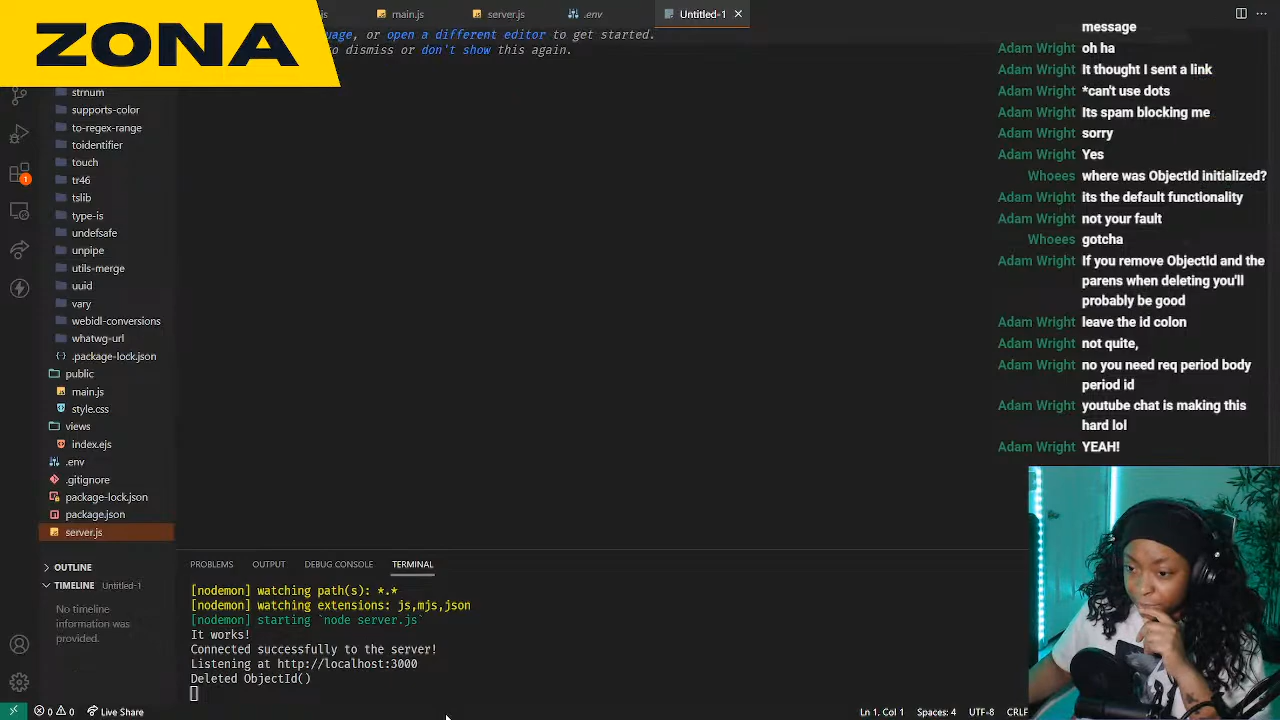 ZONA
js
main.js
server.js
.env
Untitled-1
uage, or open a different editor to get started.
to dismiss or don't show this again.
strnum
supports-color
to-regex-range
toidentifier
touch
tr46
tslib
type-is
undefsafe
unpipe
utils-merge
uuid
vary
webidl-conversions
whatwg-url
.package-lock.json
public
main.js
style.css
views
index.ejs
.env
.gitignore
package-lock.json
package.json
server.js
OUTLINE
TIMELINE Untitled-1
No timeline
information was
provided.
1
PROBLEMS OUTPUT DEBUG CONSOLE TERMINAL
[nodemon] watching path(s): *.*
[nodemon] watching extensions: js,mjs,json
[nodemon] starting `node server.js`
It works!
Connected successfully to the server!
Listening at http://localhost:3000
Deleted ObjectId()
message
Adam Wright oh ha
Adam Wright It thought I sent a link
Adam Wright *can't use dots
Adam Wright Its spam blocking me
Adam Wright sorry
Adam Wright Yes
Whoees where was ObjectId initialized?
Adam Wright its the default functionality
Adam Wright not your fault
Whoees gotcha
Adam Wright If you remove ObjectId and the
parens when deleting you'll
probably be good
Adam Wright leave the id colon
Adam Wright not quite,
Adam Wright no you need req period body
period id
Adam Wright youtube chat is making this
hard lol
Adam Wright YEAH!
0 0 Live Share
Ln 1, Col 1 Spaces: 4 UTF-8 CRLF